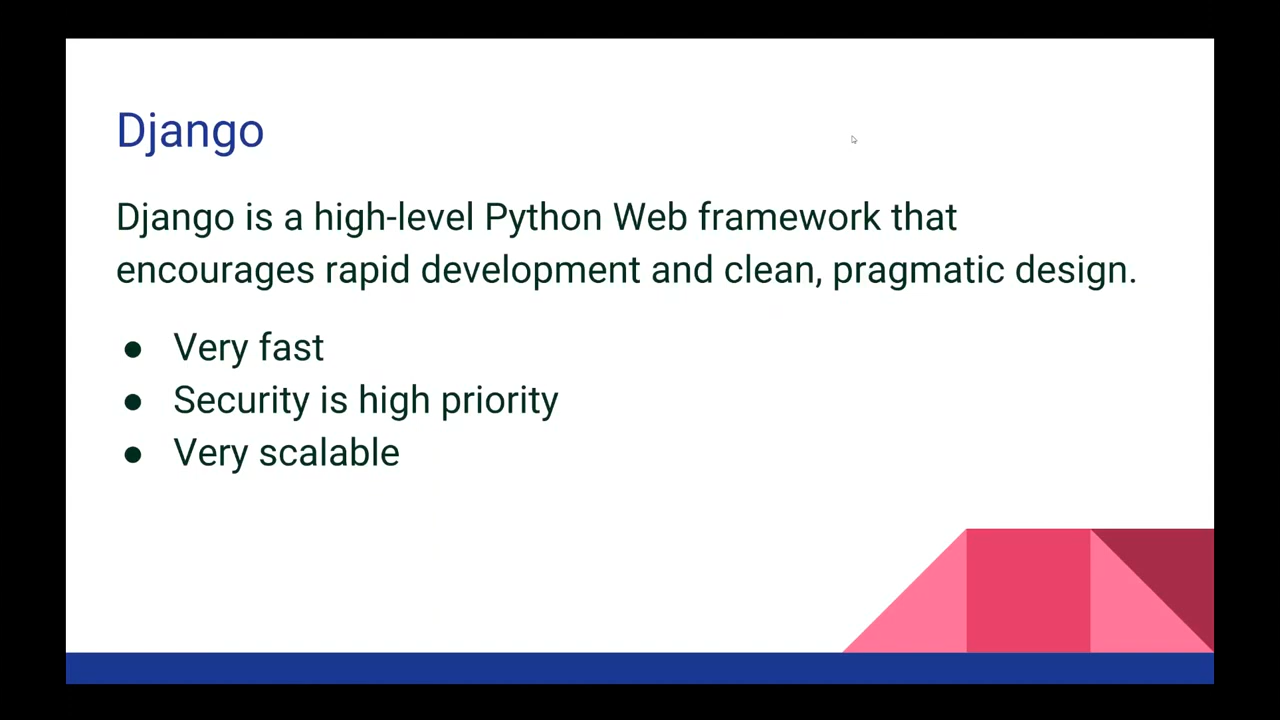 Django
Django is a high-level Python Web framework that
encourages rapid development and clean, pragmatic design.
● Very fast
● Security is high priority
● Very scalable